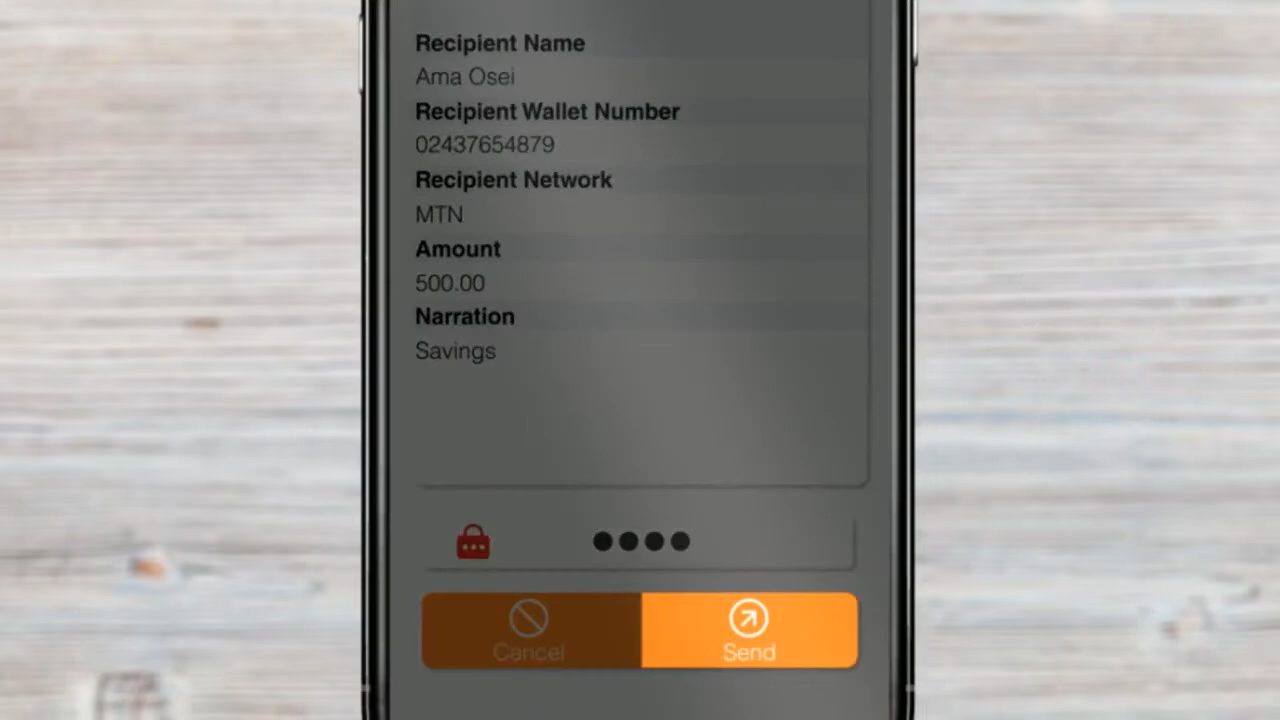 Recipient Name
Ama Osei
Recipient Wallet Number
02437654879
Recipient Network
MTN
Amount
500.00
Narration
Savings
Cancel
Send